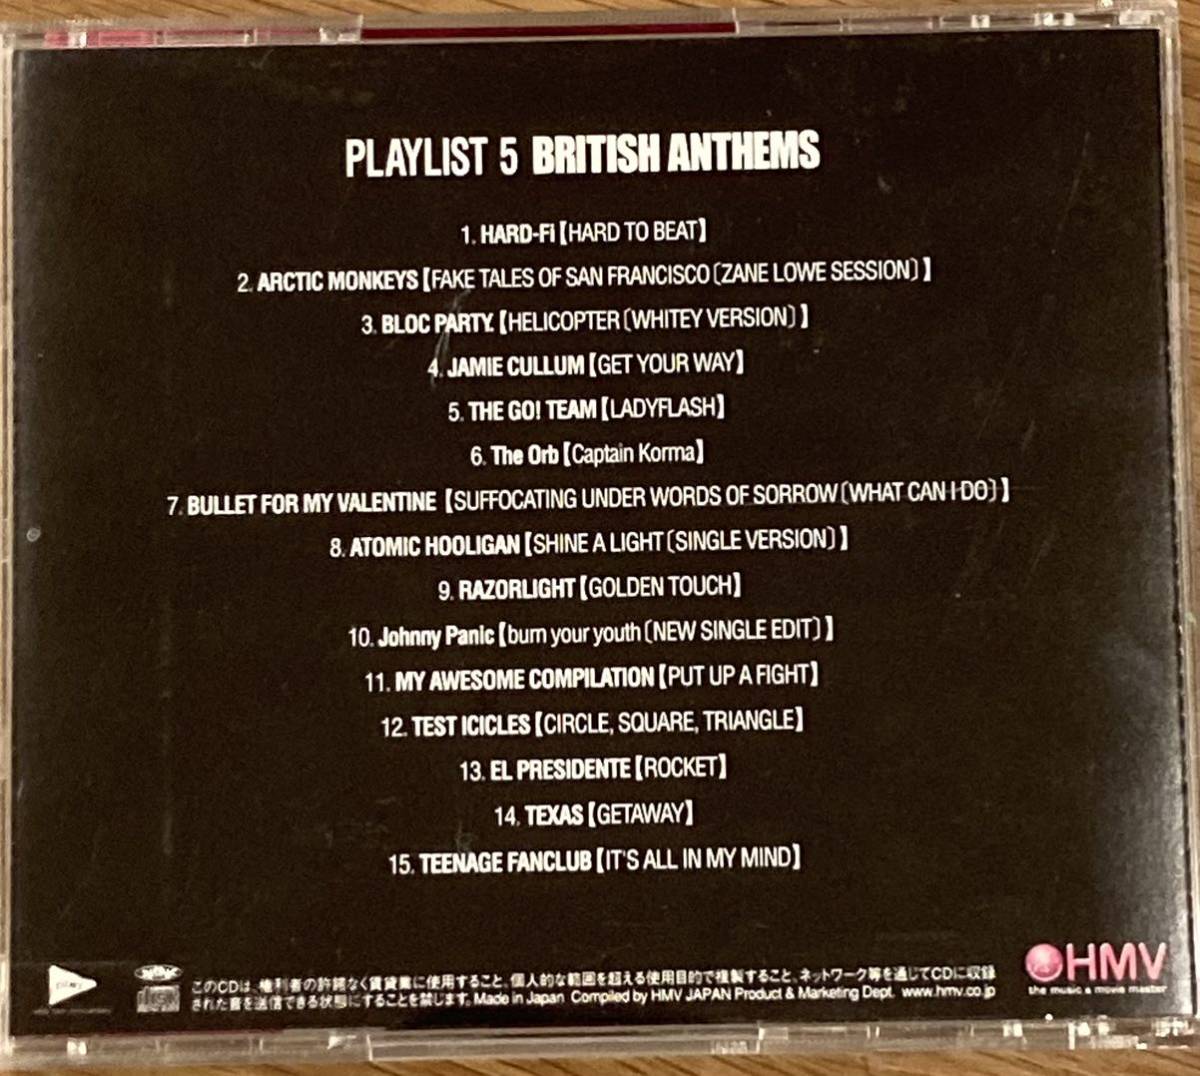 PLAYLIST 5 BRITISH ANTHEMS
1. HARD-Fi【HARD TO BEAT】
2. ARCTIC MONKEYS【FAKE TALES OF SAN FRANCISCO〔ZANE LOWE SESSION〕】
3. BLOC PARTY.【HELICOPTER〔WHITEY VERSION〕】
4. JAMIE CULLUM【GET YOUR WAY】
5. THE GO! TEAM【LADYFLASH】
6. The Orb【Captain Korma】
7. BULLET FOR MY VALENTINE【SUFFOCATING UNDER WORDS OF SORROW〔WHAT CAN I DO〕】
8. ATOMIC HOOLIGAN【SHINE A LIGHT〔SINGLE VERSION〕】
9. RAZORLIGHT【GOLDEN TOUCH】
10. Johnny Panic【burn your youth〔NEW SINGLE EDIT〕】
11. MY AWESOME COMPILATION【PUT UP A FIGHT】
12. TEST ICICLES【CIRCLE, SQUARE, TRIANGLE】
13. EL PRESIDENTE【ROCKET】
14. TEXAS【GETAWAY】
15. TEENAGE FANCLUB【IT'S ALL IN MY MIND】
このCDは、権利者の許諾なく賃貸業に使用すること、個人的な範囲を超える使用目的で複製すること、ネットワーク等を通じてCDに収録
された音を送信できる状態にすることを禁じます。Made in Japan Compiled by HMV JAPAN Product & Marketing Dept. www.hmv.co.jp
HMV
the music & movie master